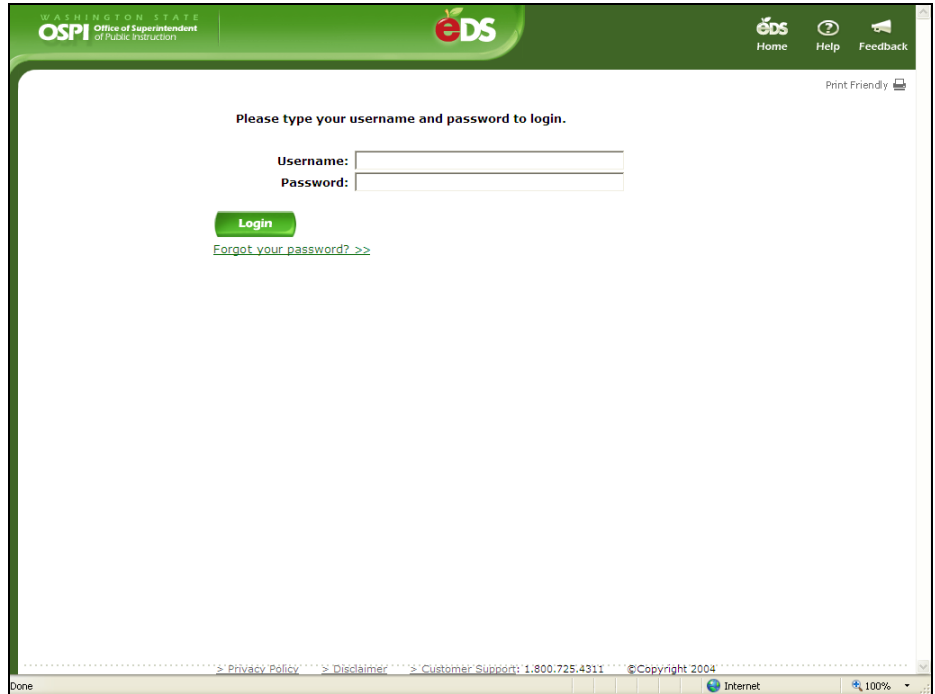 WASHINGTON STATE
OSPI Office of Superintendent
of Public Instruction
eDS
eDS
Home
Help
Feedback
Print Friendly
Please type your username and password to login.
Username:
Password:
Login
Forgot your password? >>
> Privacy Policy > Disclaimer > Customer Support: 1.800.725.4311 ©Copyright 2004
Done Internet 100%